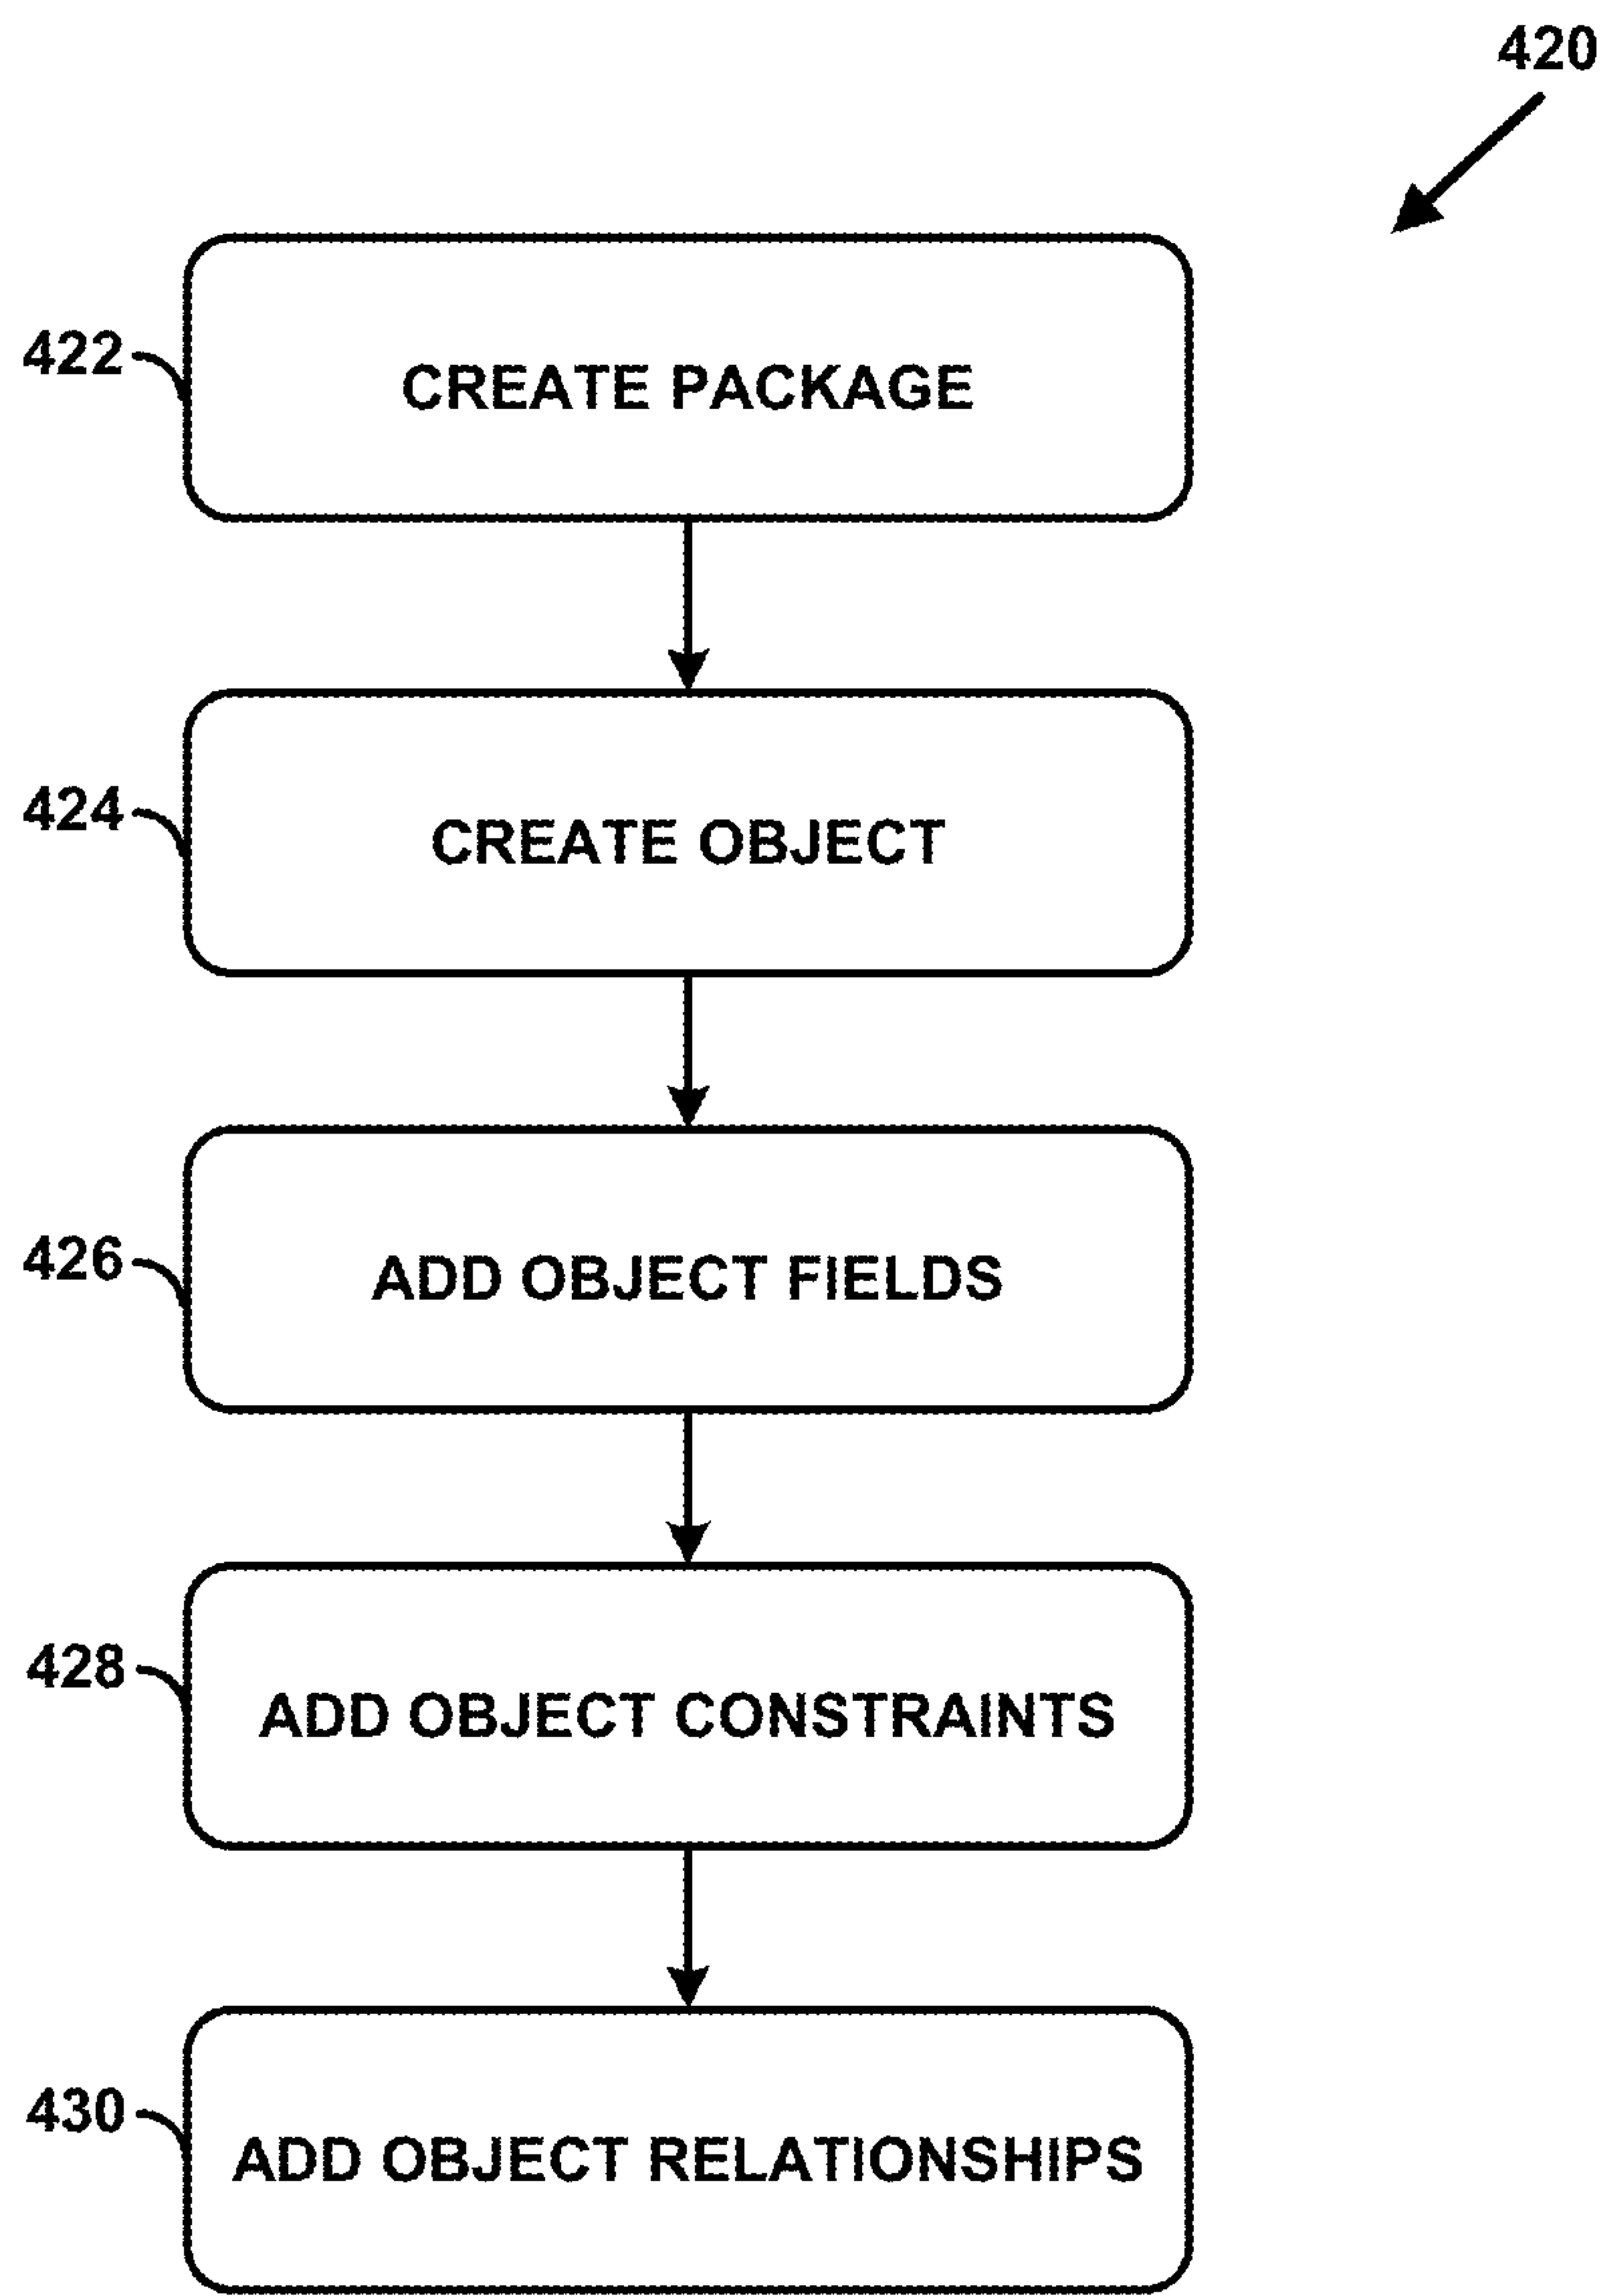 420
422
CREATE PACKAGE
424
CREATE OBJECT
426
ADD OBJECT FIELDS
428
ADD OBJECT CONSTRAINTS
430
ADD OBJECT RELATIONSHIPS